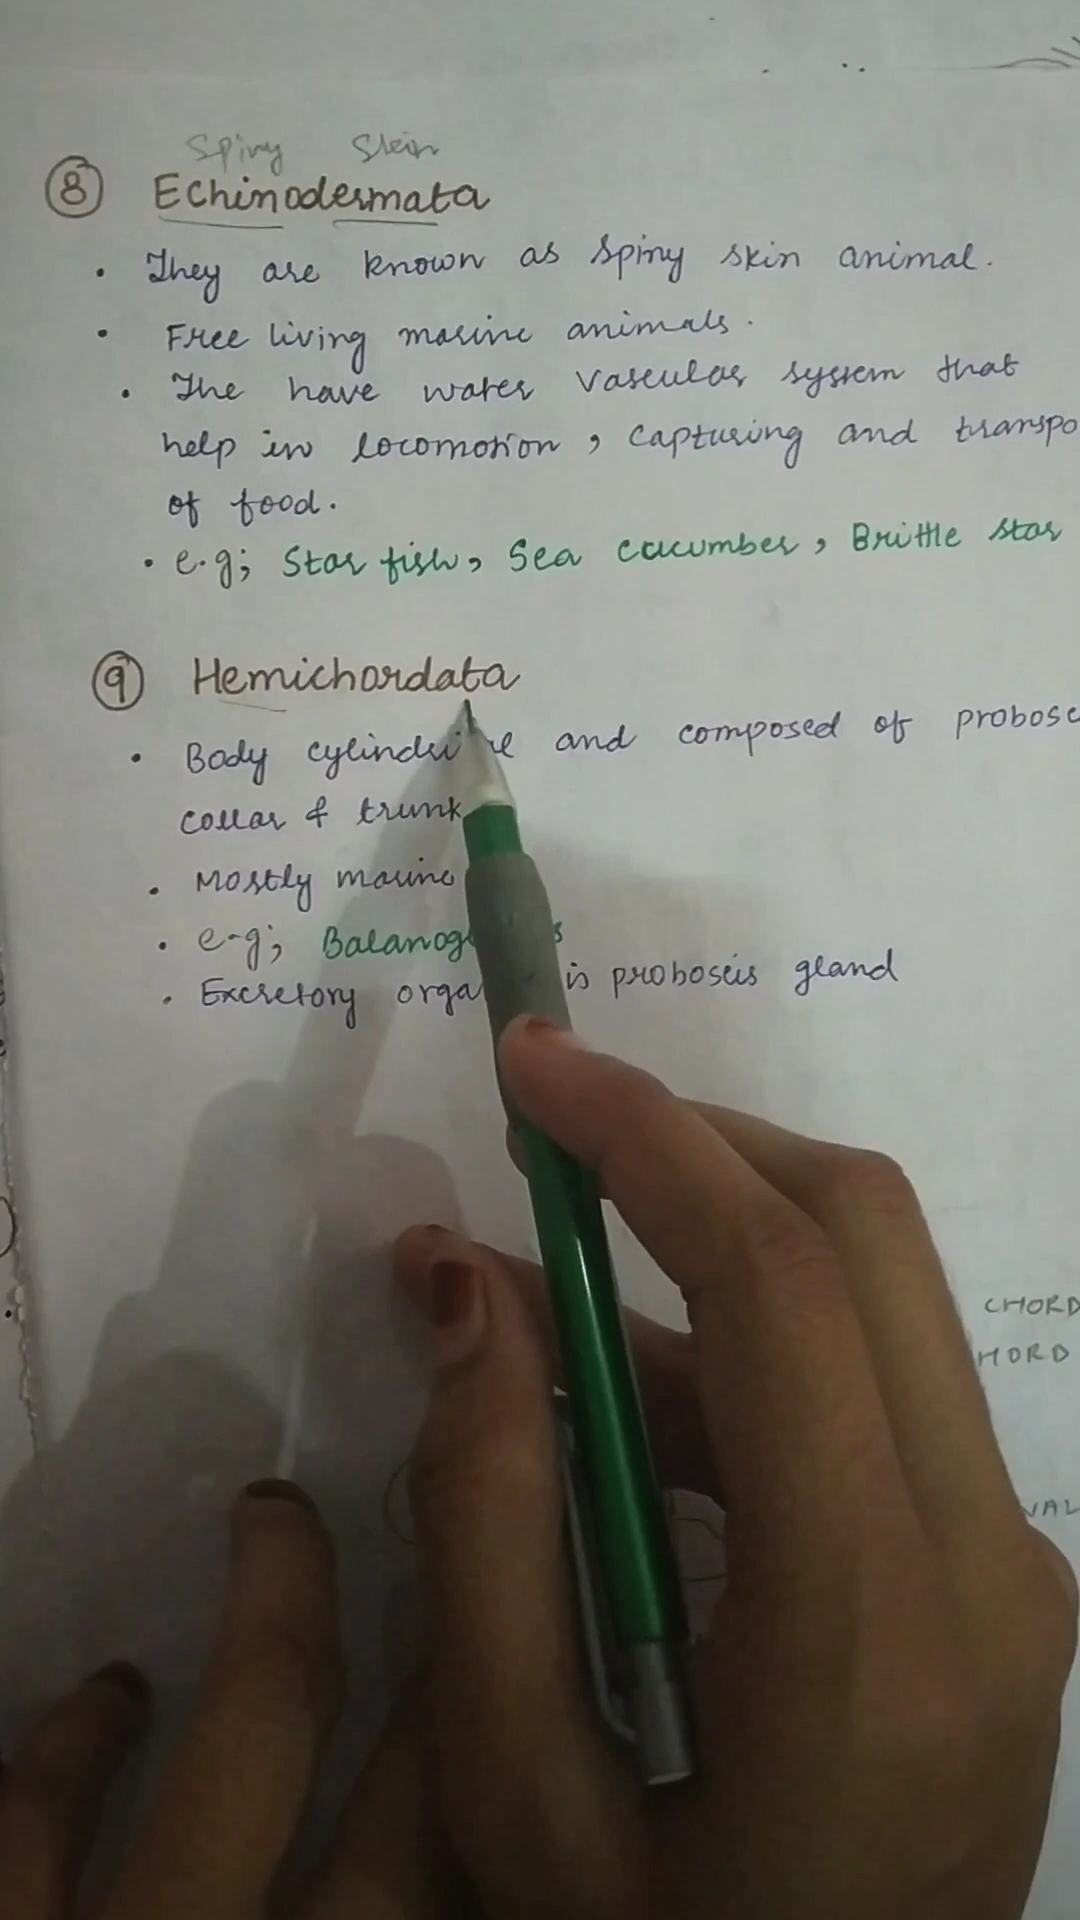 Spiny Skin
8 Echinodermata
• They are known as spiny skin animal.
• Free living marine animals.
• The have water vascular system that
help in locomotion, capturing and transpo
of food.
• e.g; Star fish, Sea cucumber, Brittle star
9 Hemichordata
• Body and composed of probosc
collar & trunk
• Mostly marine
• e-g; Balanog s
• Excretory orga is proboscis gland
CHORD
HORD
VAL